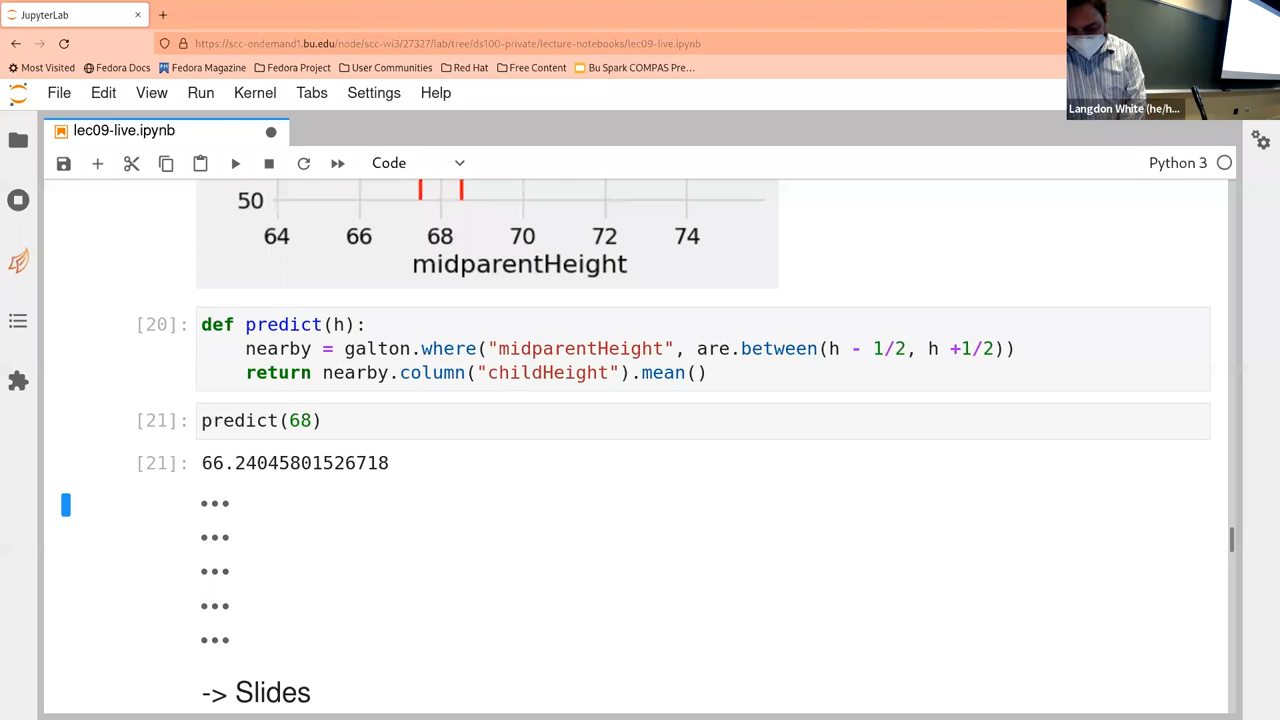 JupyterLab
https://scc-ondemand1.bu.edu/node/scc-wi3/27327/lab/tree/ds100-private/lecture-notebooks/lec09-live.ipynb
Most Visited Fedora Docs Fedora Magazine Fedora Project User Communities Red Hat Free Content Bu Spark COMPAS Pre…
Langdon White (he/h...
File Edit View Run Kernel Tabs Settings Help
lec09-live.ipynb
Code Python 3
50
64 66 68 70 72 74
midparentHeight
[20]: def predict(h):
nearby = galton.where("midparentHeight", are.between(h - 1/2, h +1/2))
return nearby.column("childHeight").mean()
[21]: predict(68)
[21]: 66.24045801526718
•••
•••
•••
•••
•••
-> Slides